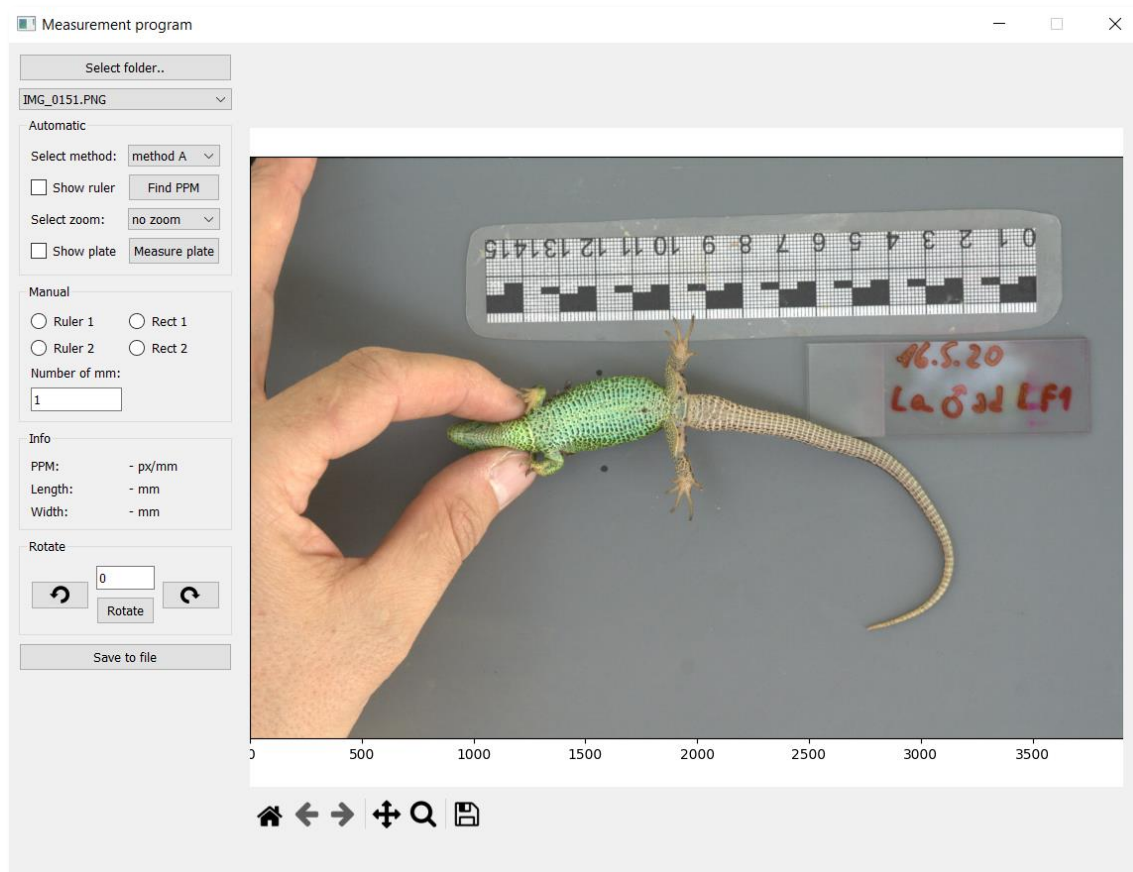 Measurement program
Select folder..
IMG_0151.PNG
Automatic
Select method: method A
Show ruler Find PPM
Select zoom: no zoom
Show plate Measure plate
Manual
Ruler 1 Rect 1
Ruler 2 Rect 2
Number of mm:
1
Info
PPM: - px/mm
Length: - mm
Width: - mm
Rotate
0
Rotate
Save to file
15 14 13 12 11 10 9 8 7 6 5 4 3 2 1 0
16.5.20
La ♂ ad LF1
0 500 1000 1500 2000 2500 3000 3500